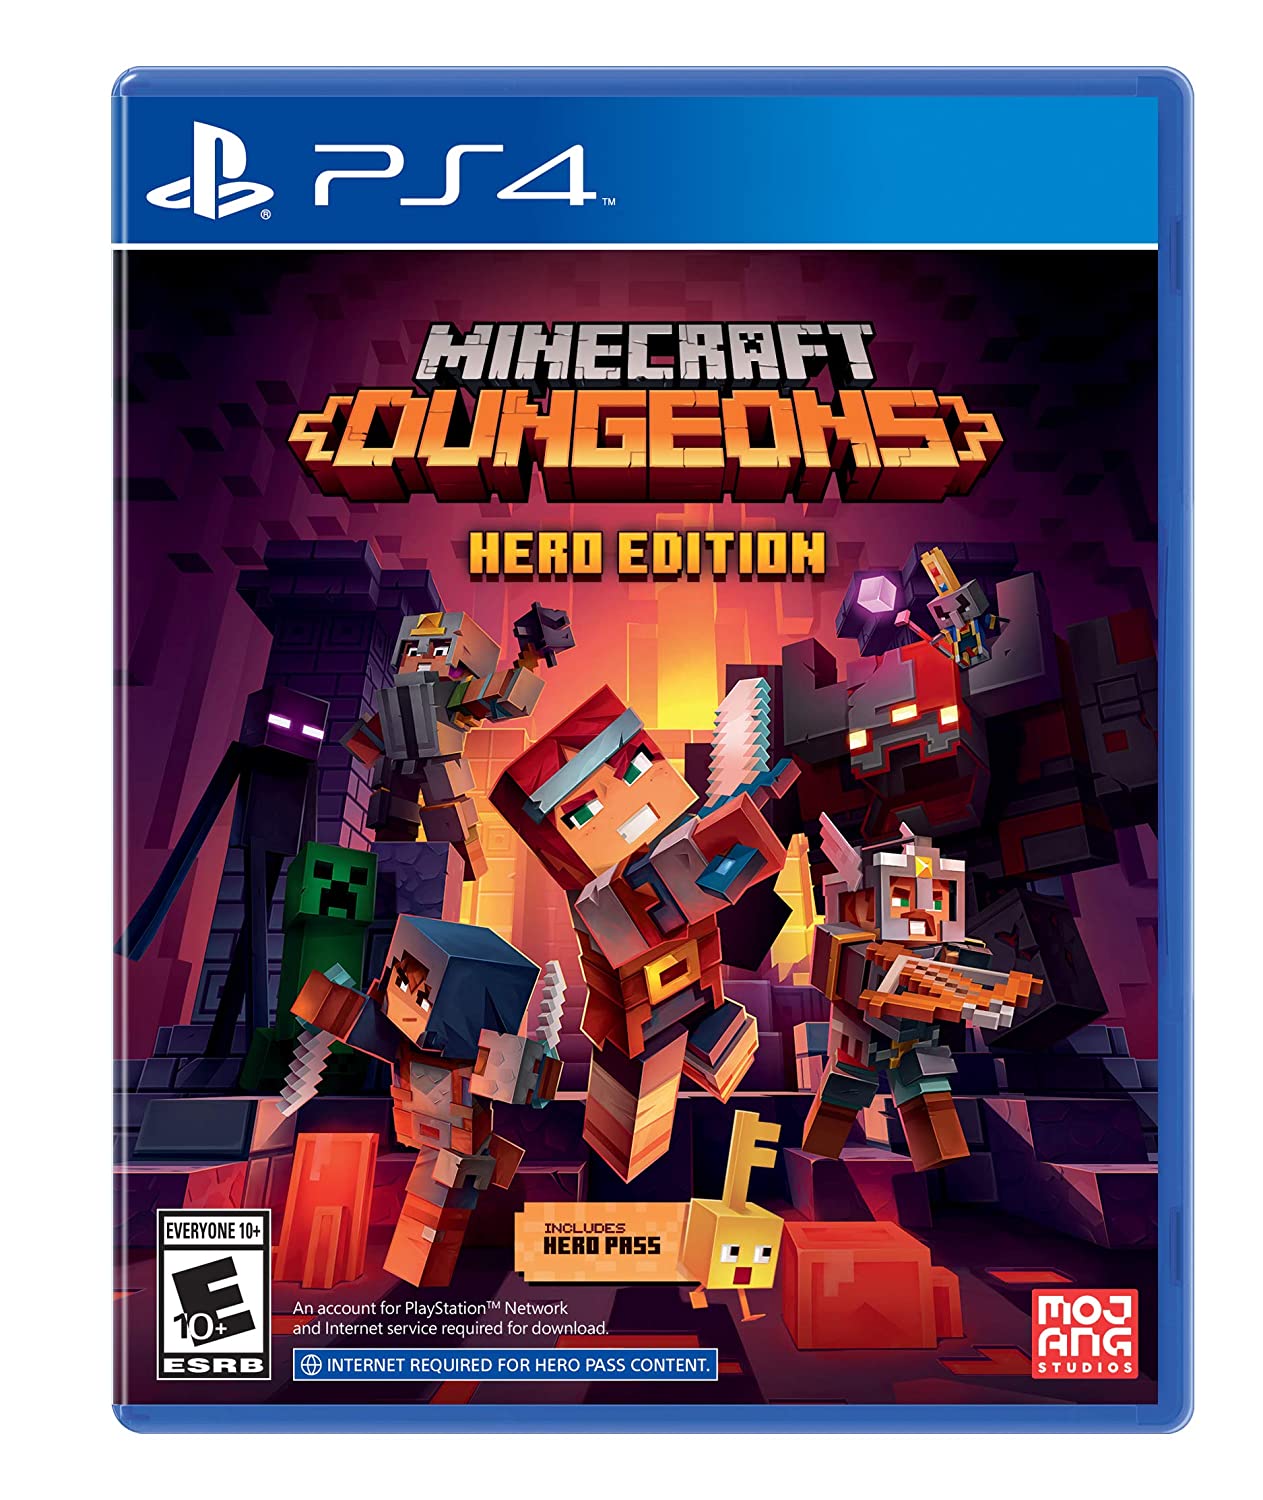 PS4™
MINECRAFT
DUNGEONS
HERO EDITION
INCLUDES
HERO PASS
EVERYONE 10+
E
10+
ESRB
An account for PlayStation™ Network
and Internet service required for download.
INTERNET REQUIRED FOR HERO PASS CONTENT.
MOJ
ANG
STUDIOS